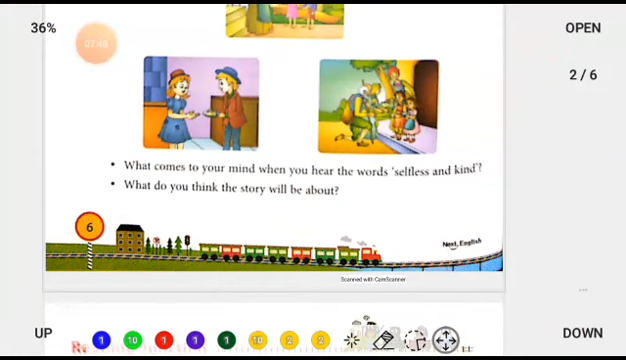 36%
OPEN
07:48
2 / 6
• What comes to your mind when you hear the words 'selfless and kind'?
• What do you think the story will be about?
6
Next, English
Scanned with CamScanner
UP
DOWN
1 10 1 1 1 10 2 2